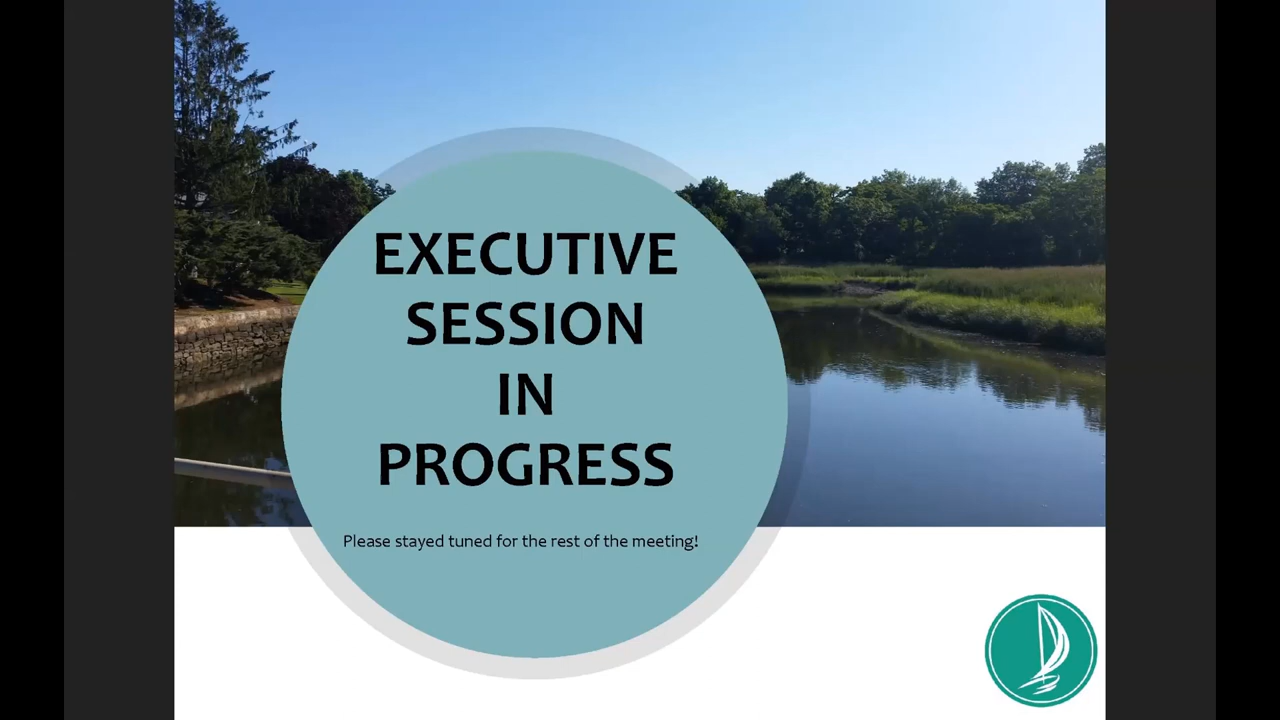 EXECUTIVE
SESSION
IN
PROGRESS
Please stayed tuned for the rest of the meeting!